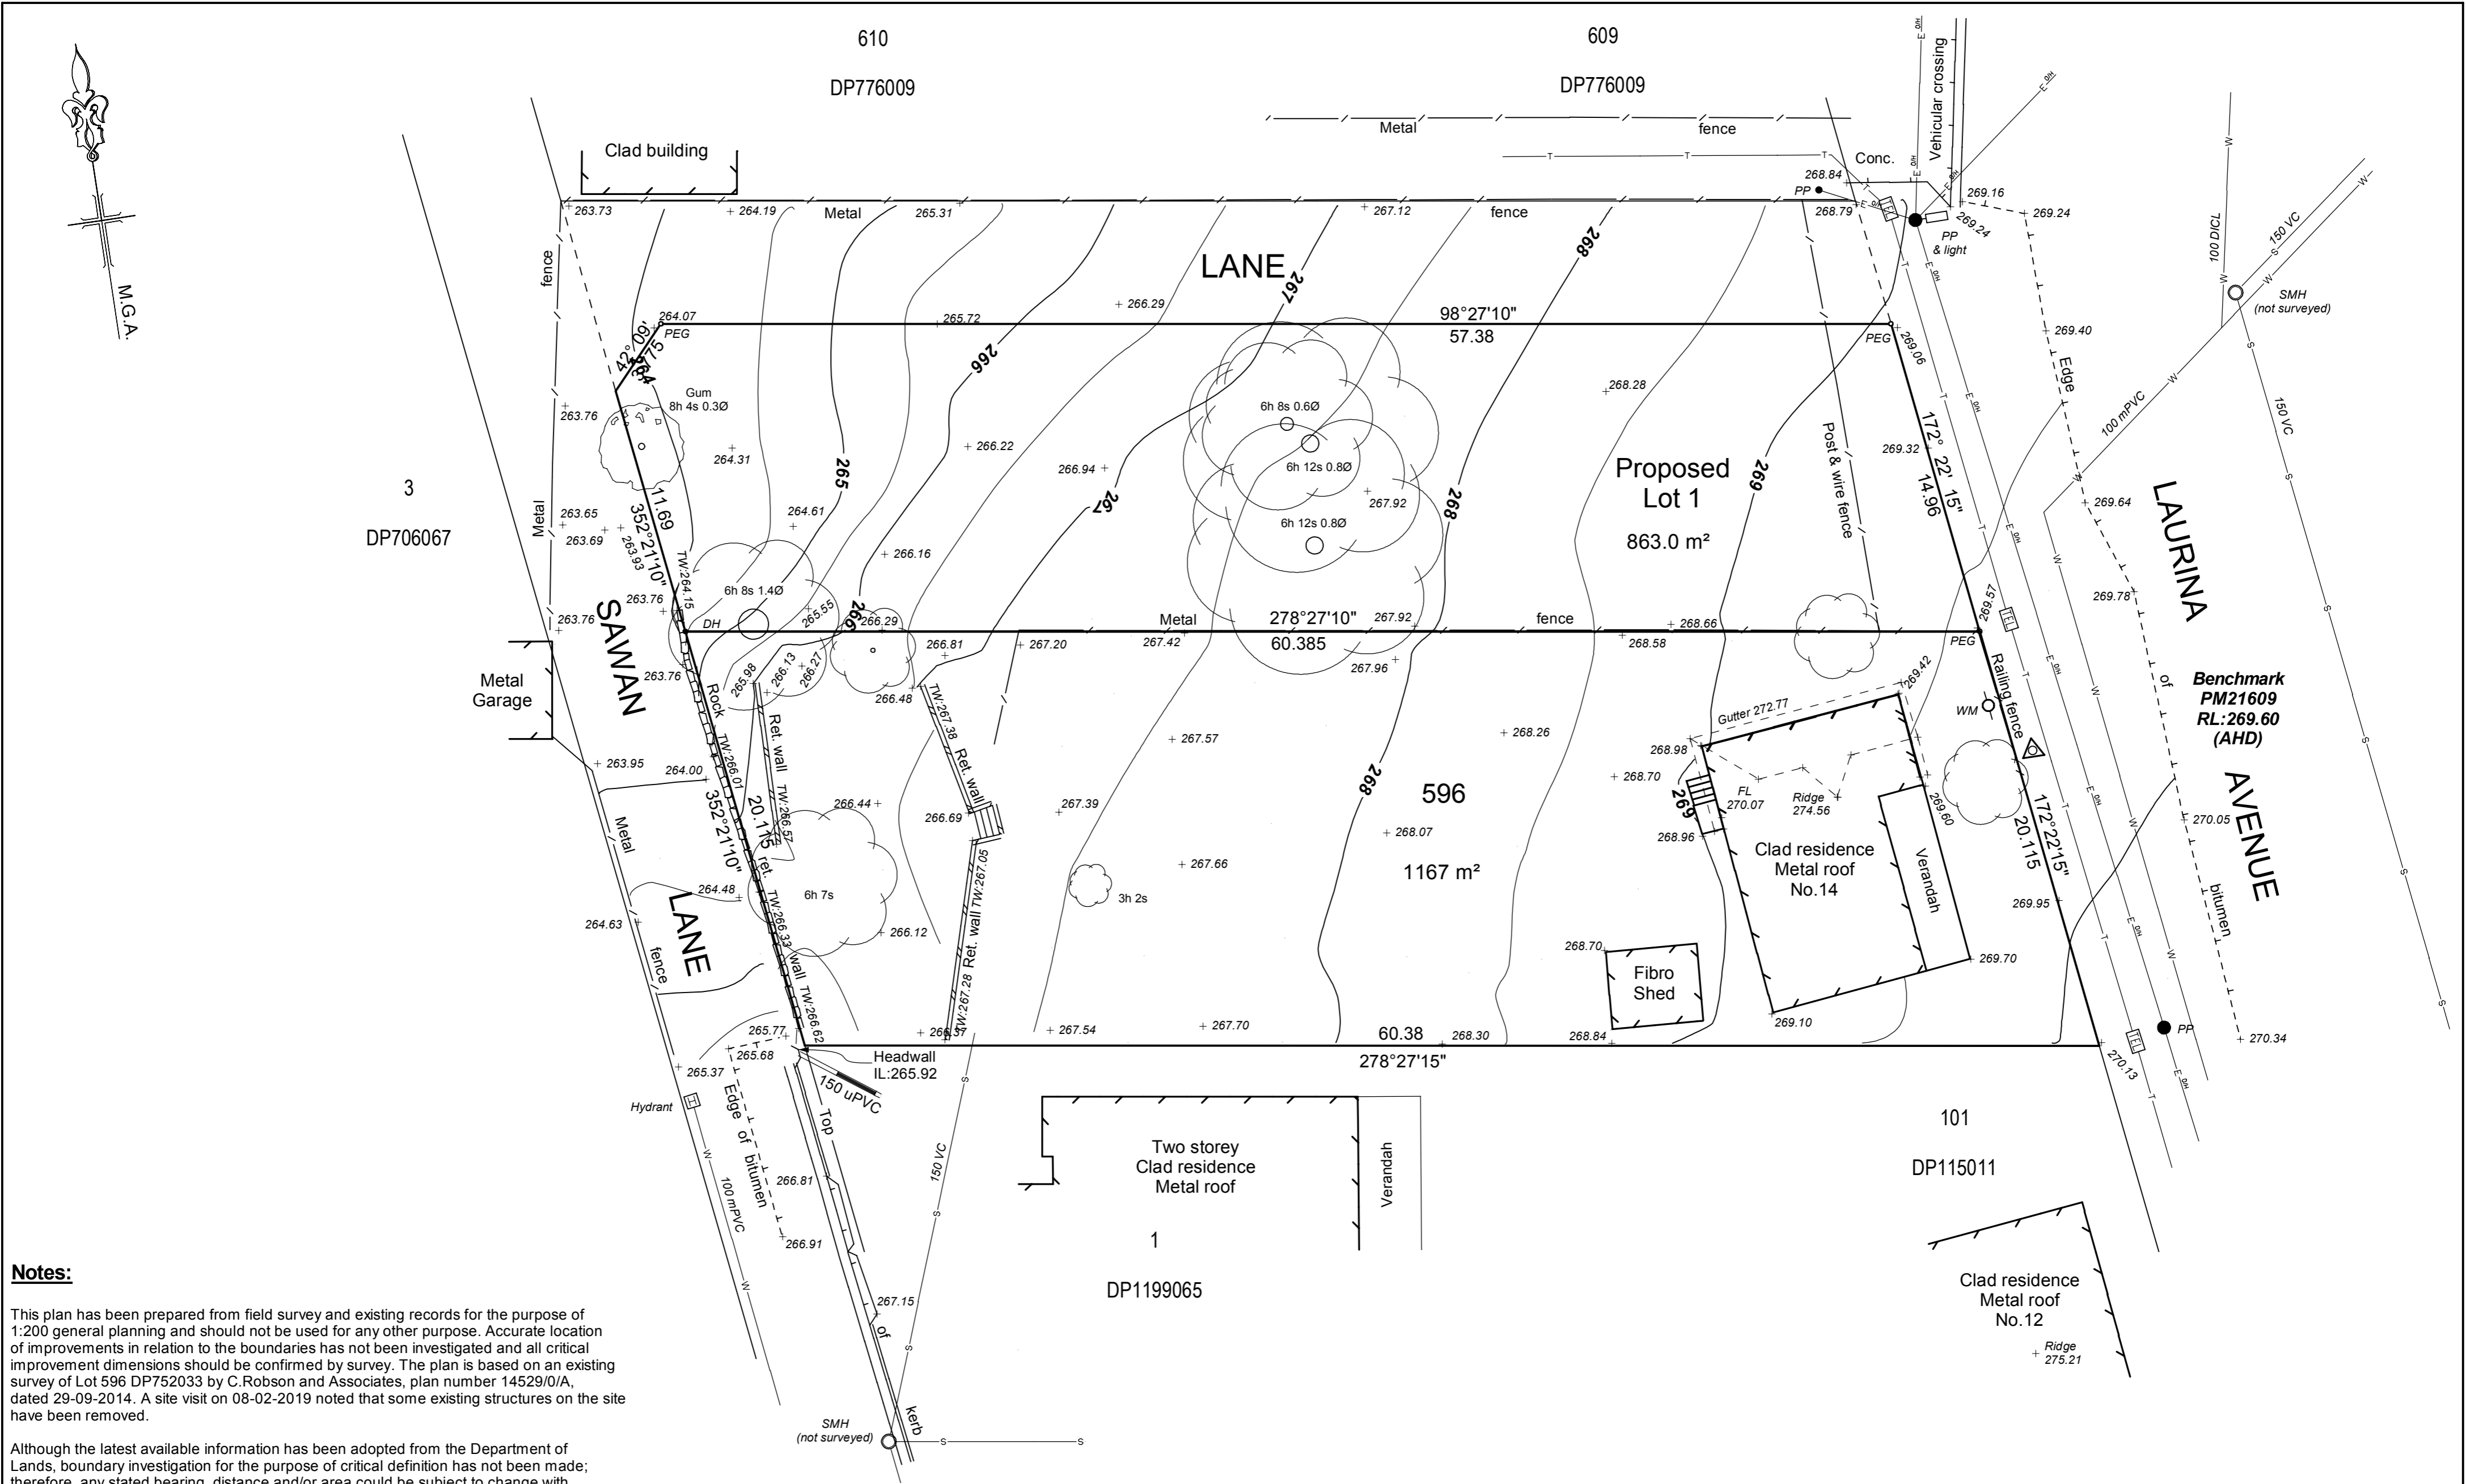 610
DP776009
609
DP776009
Metal
fence
Vehicular crossing
E O/H
Clad building
Conc.
268.84
PP
269.16
263.73
264.19
Metal
265.31
267.12
fence
268.79
TEL
269.24
269.24
PP
& light
100 DICL
150 VC
SMH
(not surveyed)
M.G.A.
fence
LANE
267
268
266.29
264.07
PEG
265.72
98°27'10"
57.38
PEG
269.06
269.40
Edge
42° 09'
3.775
264
Gum
8h 4s 0.3Ø
266
263.76
264.31
265
266.22
266.94
267
6h 8s 0.6Ø
6h 12s 0.8Ø
267.92
6h 12s 0.8Ø
268
268.28
Proposed
Lot 1
863.0 m²
269
Post & wire fence
269.32
172° 22' 15"
14.96
100 mPVC
150 VC
269.64
LAURINA
3
DP706067
Metal
263.65
263.69
263.93
11.69
352°21'10"
264.61
266.16
TW:264.15
263.76
263.76
SAWAN
6h 8s 1.4Ø
265.55
266
DH
266.29
266.81
267.20
Metal
267.42
278°27'10"
60.385
267.92
fence
268.66
268.58
PEG
269.57
TEL
269.78
of
Metal
Garage
263.76
Rock
265.98
266.13
266.27
266.48
267.96
269.42
Railing fence
WM
Benchmark
PM21609
RL:269.60
(AHD)
Gutter 272.77
TW:267.38
Ret. wall
Ret. wall
TW:266.01
TW:266.57
263.95
264.00
267.57
268.26
268.98
268.70
268
269
FL
270.07
Ridge
274.56
269.60
AVENUE
596
1167 m²
266.44
266.69
267.39
268.07
268.96
270.05
352°21'10"
20.115
172°22'15"
20.115
Metal
fence
ret.
TW:267.05
267.66
Clad residence
Metal roof
No.14
Verandah
264.48
6h 7s
3h 2s
269.95
bitumen
264.63
LANE
TW:266.33
266.12
Ret. wall
268.70
Fibro
Shed
269.70
wall
TW:266.62
TW:267.28
269.10
265.77
266.37
267.54
267.70
60.38
268.30
268.84
278°27'15"
265.68
265.37
Headwall
IL:265.92
150 uPVC
270.13
TEL
PP
270.34
Hydrant
H
Edge of bitumen
Top
of
kerb
Two storey
Clad residence
Metal roof
Verandah
101
DP115011
266.81
100 mPVC
150 VC
266.91
1
DP1199065
267.15
Clad residence
Metal roof
No.12
Ridge
275.21
SMH
(not surveyed)
Notes:
This plan has been prepared from field survey and existing records for the purpose of
1:200 general planning and should not be used for any other purpose. Accurate location
of improvements in relation to the boundaries has not been investigated and all critical
improvement dimensions should be confirmed by survey. The plan is based on an existing
survey of Lot 596 DP752033 by C.Robson and Associates, plan number 14529/0/A,
dated 29-09-2014. A site visit on 08-02-2019 noted that some existing structures on the site
have been removed.
Although the latest available information has been adopted from the Department of
Lands, boundary investigation for the purpose of critical definition has not been made;
therefore, any stated bearing, distance and/or area could be subject to change with